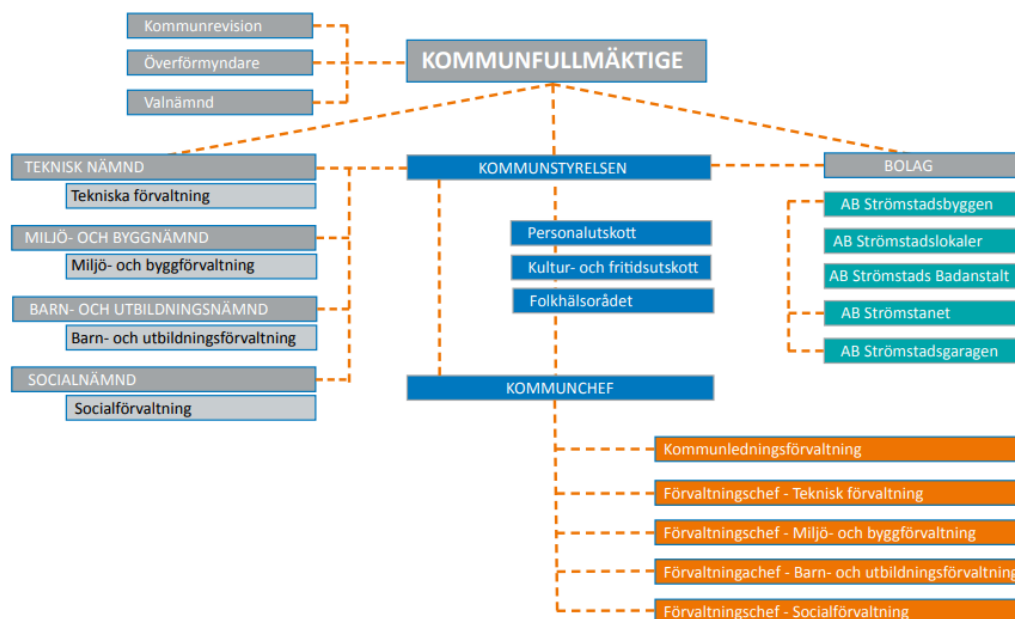 Kommunrevision
Överförmyndare
Valnämnd
KOMMUNFULLMÄKTIGE
TEKNISK NÄMND
Tekniska förvaltning
MILJÖ- OCH BYGGNÄMND
Miljö- och byggförvaltning
BARN- OCH UTBILDNINGSNÄMND
Barn- och utbildningsförvaltning
SOCIALNÄMND
Socialförvaltning
KOMMUNSTYRELSEN
Personalutskott
Kultur- och fritidsutskott
Folkhälsorådet
KOMMUNCHEF
BOLAG
AB Strömstadsbyggen
AB Strömstadslokaler
AB Strömstads Badanstalt
AB Strömstanet
AB Strömstadsgaragen
Kommunledningsförvaltning
Förvaltningschef - Teknisk förvaltning
Förvaltningschef - Miljö- och byggförvaltning
Förvaltningachef - Barn- och utbildningsförvaltning
Förvaltningschef - Socialförvaltning